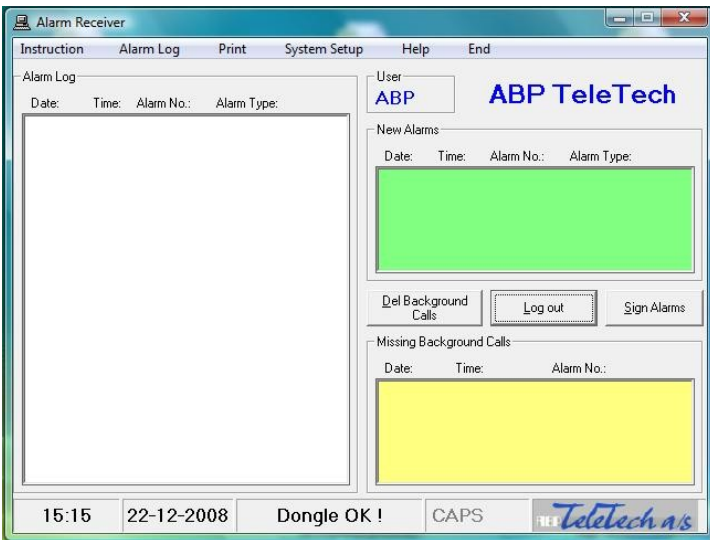 Alarm Receiver
Instruction Alarm Log Print System Setup Help End
Alarm Log
Date: Time: Alarm No.: Alarm Type:
User
ABP
ABP TeleTech
New Alarms
Date: Time: Alarm No.: Alarm Type:
Del Background
Calls
Log out
Sign Alarms
Missing Background Calls
Date: Time: Alarm No.:
15:15 22-12-2008 Dongle OK ! CAPS TeleTech a/s